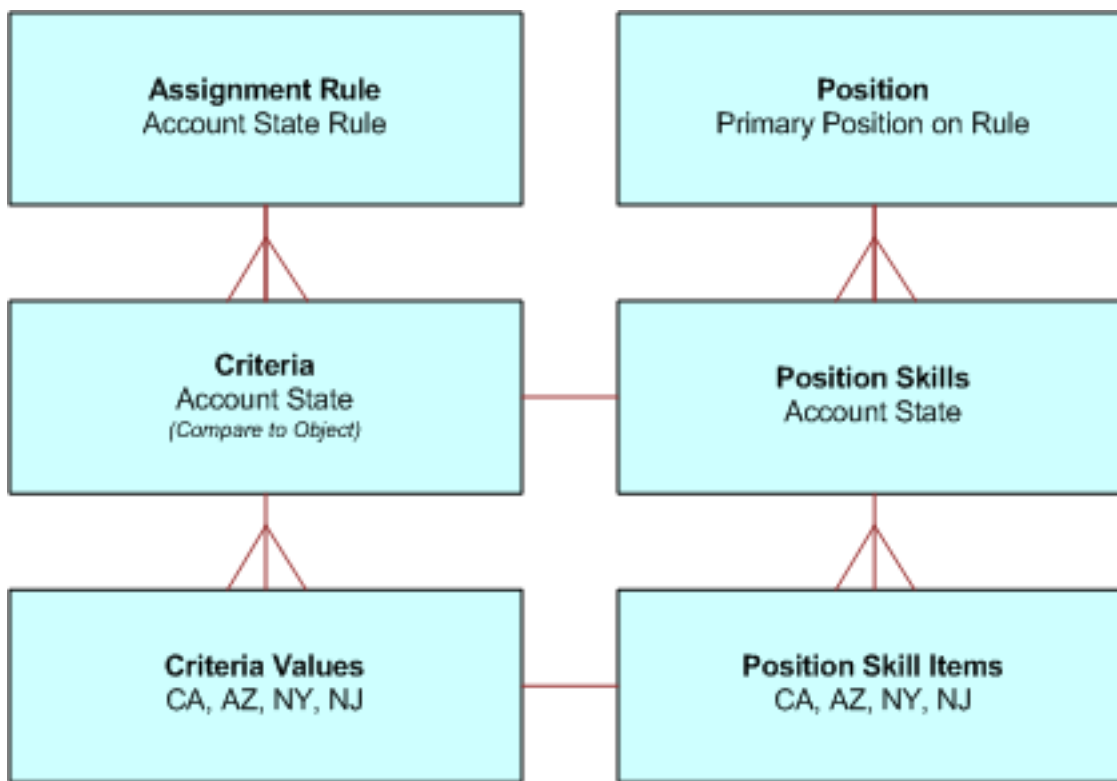 Assignment Rule
Account State Rule
Position
Primary Position on Rule
Criteria
Account State
(Compare to Object)
Position Skills
Account State
Criteria Values
CA, AZ, NY, NJ
Position Skill Items
CA, AZ, NY, NJ